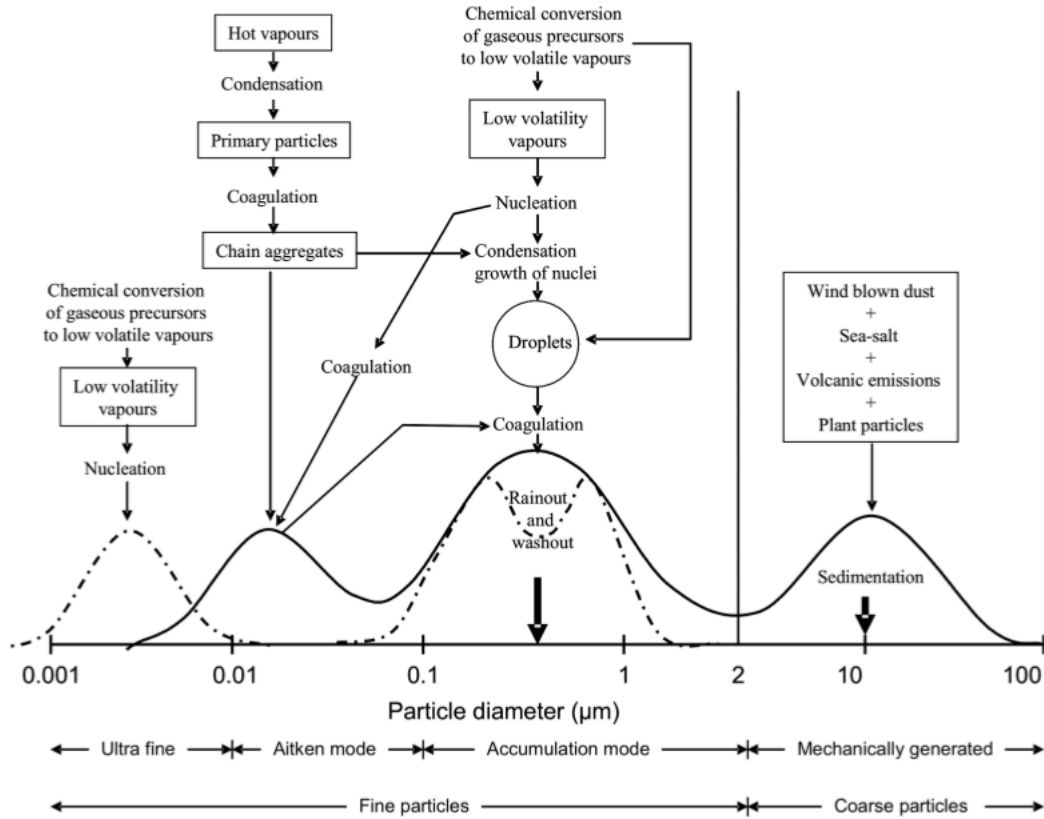 Hot vapours
Condensation
Primary particles
Coagulation
Chain aggregates
Chemical conversion
of gaseous precursors
to low volatile vapours
Low volatility
vapours
Nucleation
Chemical conversion
of gaseous precursors
to low volatile vapours
Low volatility
vapours
Nucleation
Condensation
growth of nuclei
Droplets
Coagulation
Coagulation
Rainout
and
washout
Wind blown dust
+
Sea-salt
+
Volcanic emissions
+
Plant particles
Sedimentation
0.001
0.01
0.1
1
2
10
100
Particle diameter (µm)
Ultra fine
Aitken mode
Accumulation mode
Mechanically generated
Fine particles
Coarse particles